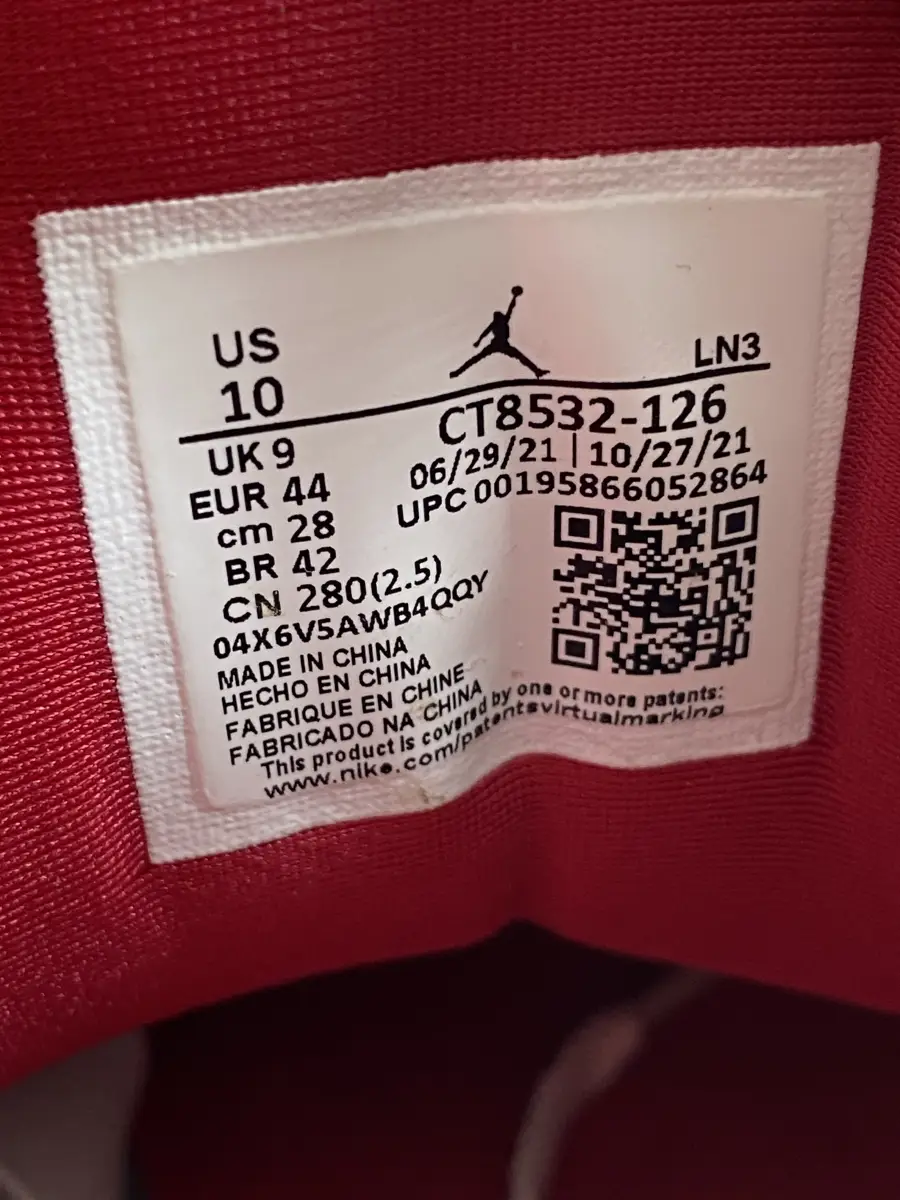 US
10
LN3
UK 9
EUR 44
cm 28
BR 42
CN 280(2.5)
CT8532-126
06/29/21 | 10/27/21
UPC 00195866052864
04X6V5AWB4QQY
MADE IN CHINA
HECHO EN CHINA
FABRIQUE EN CHINE
FABRICADO NA CHINA
This product is covered by one or more patents:
www.nike.com/patentsvirtualmarking